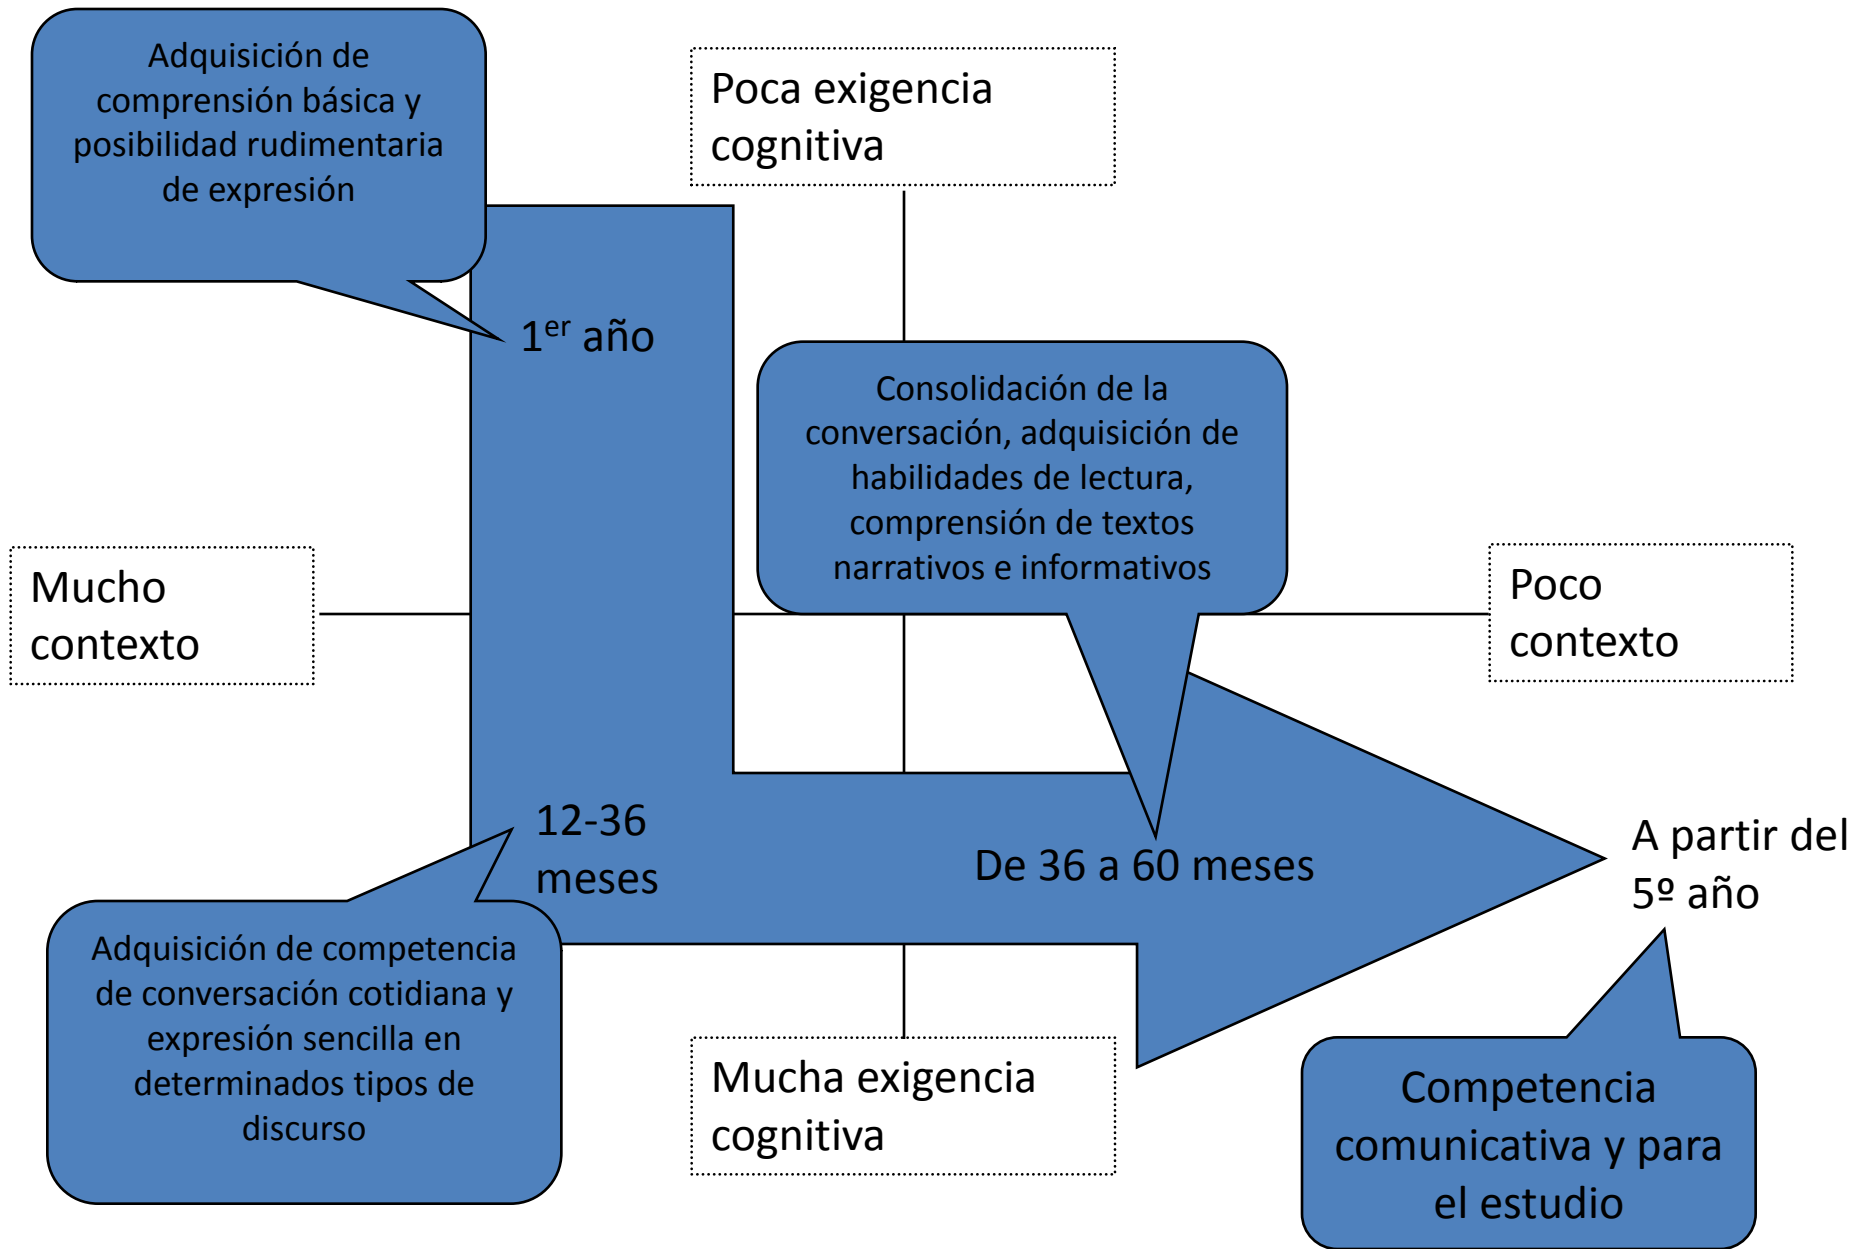 Adquisición de
comprensión básica y
posibilidad rudimentaria
de expresión
Poca exigencia
cognitiva
1er año
Consolidación de la
conversación, adquisición de
habilidades de lectura,
comprensión de textos
narrativos e informativos
Mucho
contexto
Poco
contexto
12-36
meses
De 36 a 60 meses
A partir del
5º año
Adquisición de competencia
de conversación cotidiana y
expresión sencilla en
determinados tipos de
discurso
Mucha exigencia
cognitiva
Competencia
comunicativa y para
el estudio